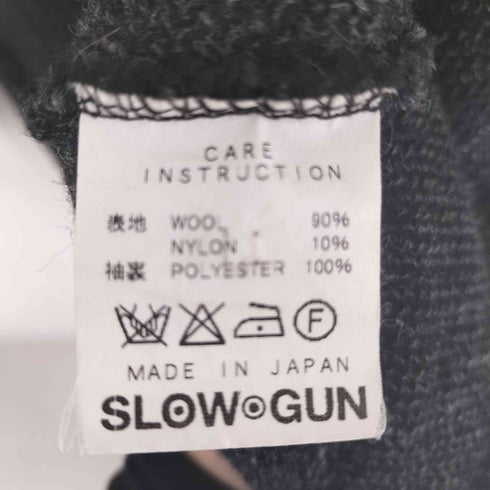 CARE
INSTRUCTION
表地 WOOL 90%
NYLON 10%
袖裏 POLYESTER 100%
F
MADE IN JAPAN
SLOW GUN